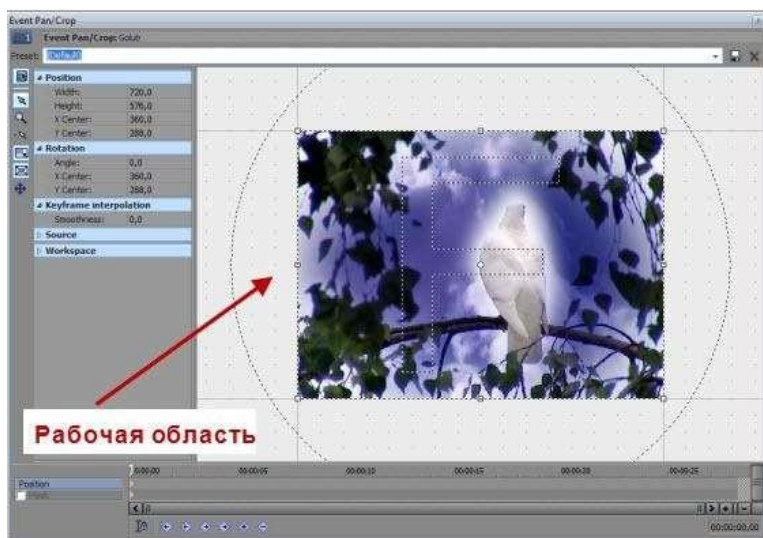 Event Pan/Crop
Event Pan/Crop: Golub
Preset: (Default)
Position
Width: 720,0
Height: 576,0
X Center: 360,0
Y Center: 288,0
Rotation
Angle: 0,0
X Center: 360,0
Y Center: 288,0
Keyframe interpolation
Smoothness: 0,0
Source
Workspace
Рабочая область
0:00:00 00:00:05 00:00:10 00:00:15 00:00:20 00:00:25
Position
Mask
00:00:00,00